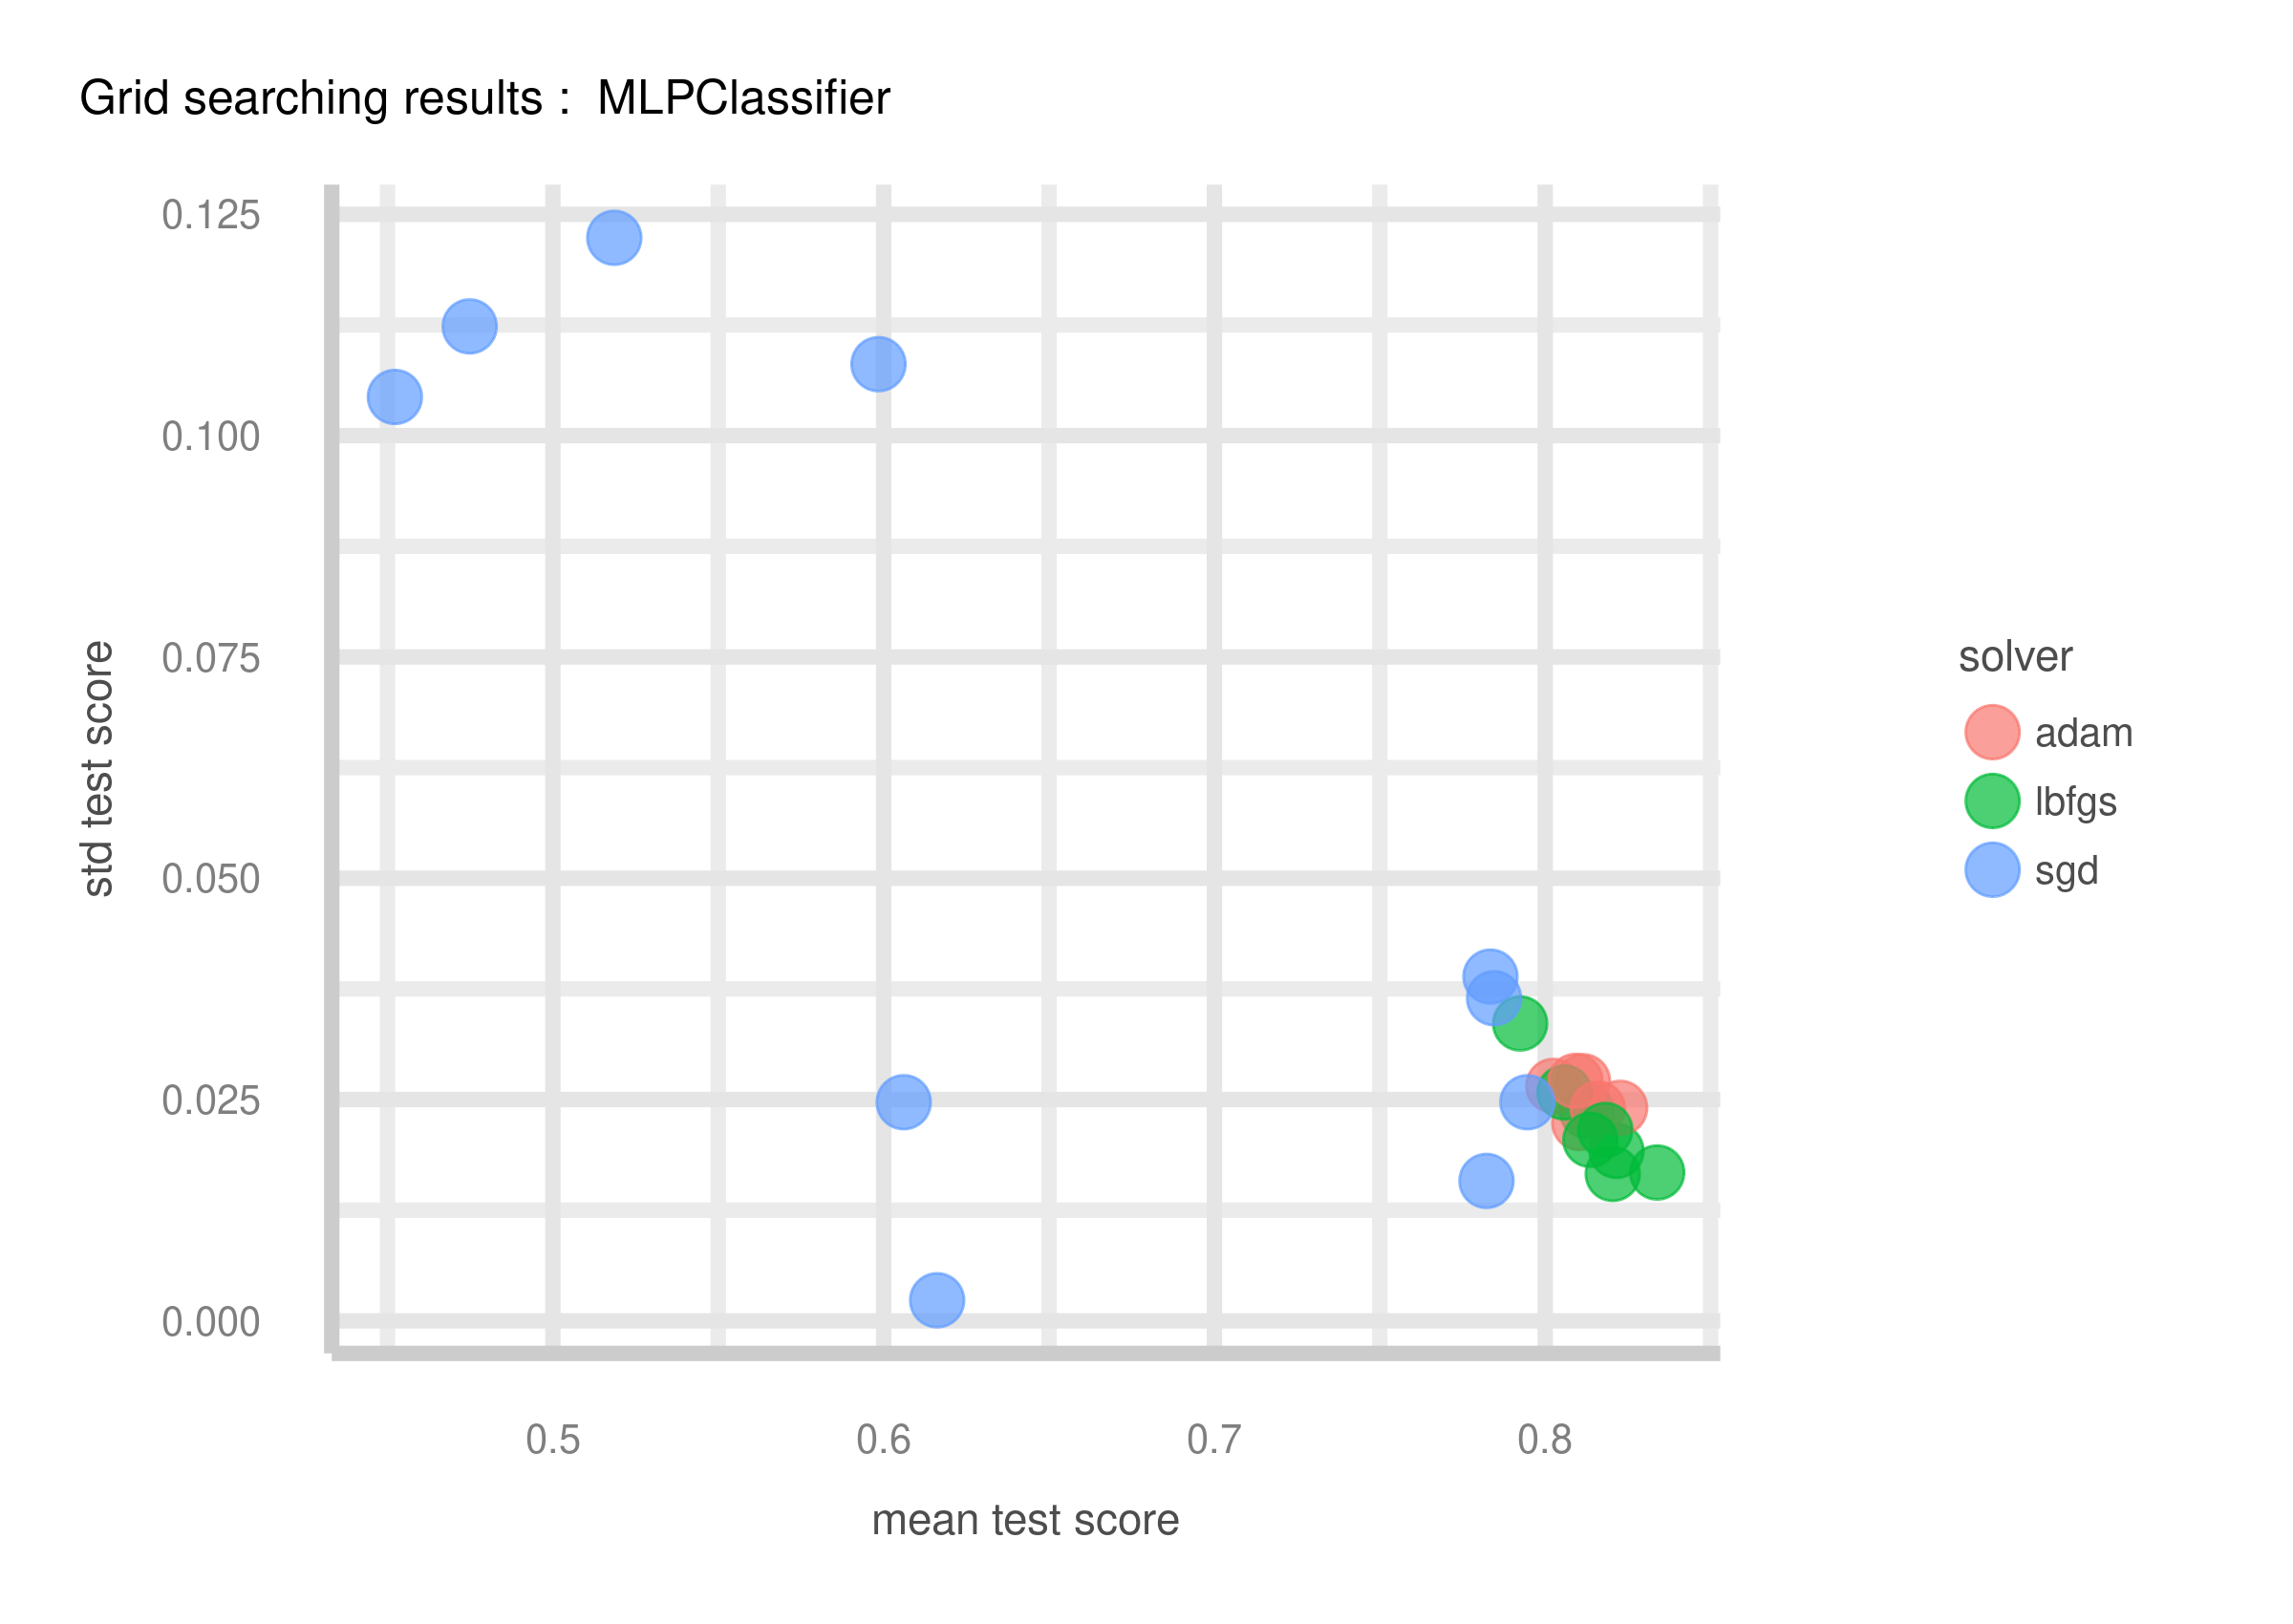 Grid searching results :  MLPClassifier
0.125
0.100
0.075
0.050
0.025
0.000
std test score
0.5 0.6 0.7 0.8
mean test score
solver
adam
lbfgs
sgd